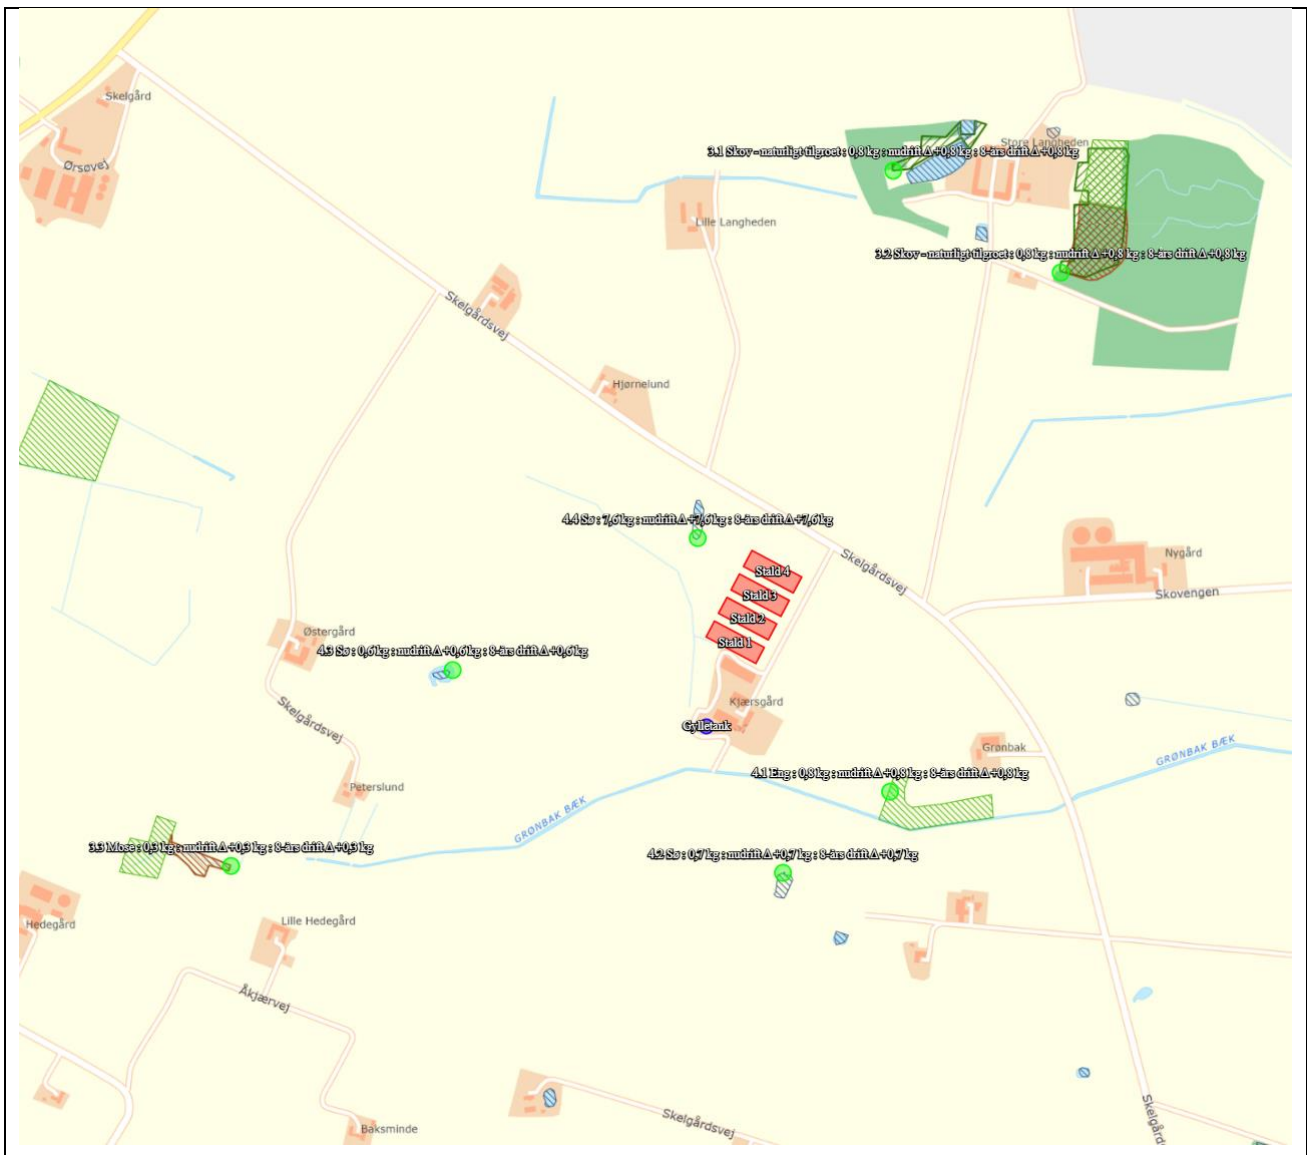 Skelgård
Ørsøvej
3.1 Skov - naturligt tilgroet : 0,8 kg : nudrift Δ +0,8 kg : 8-års drift Δ +0,8 kg
Store Langheden
Lille Langheden
3.2 Skov - naturligt tilgroet : 0,8 kg : nudrift Δ +0,8 kg : 8-års drift Δ +0,8 kg
Skelgårdsvej
Hjørnelund
4.4 Sø : 7,6 kg : nudrift Δ +7,6 kg : 8-års drift Δ +7,6 kg
Skelgårdsvej
Nygård
Skovengen
Stald 4
Stald 3
Stald 2
Stald 1
Østergård
4.3 Sø : 0,6 kg : nudrift Δ +0,6 kg : 8-års drift Δ +0,6 kg
Skelgårdsvej
Kjærsgård
Gylletank
Grønbak
GRØNBAK BÆK
4.1 Eng : 0,8 kg : nudrift Δ +0,8 kg : 8-års drift Δ +0,8 kg
Peterslund
GRØNBAK BÆK
3.3 Mose : 0,3 kg : nudrift Δ +0,3 kg : 8-års drift Δ +0,3 kg
4.2 Sø : 0,7 kg : nudrift Δ +0,7 kg : 8-års drift Δ +0,7 kg
Hedegård
Lille Hedegård
Åkjærvej
Baksminde
Skelgårdsvej
Skelgård